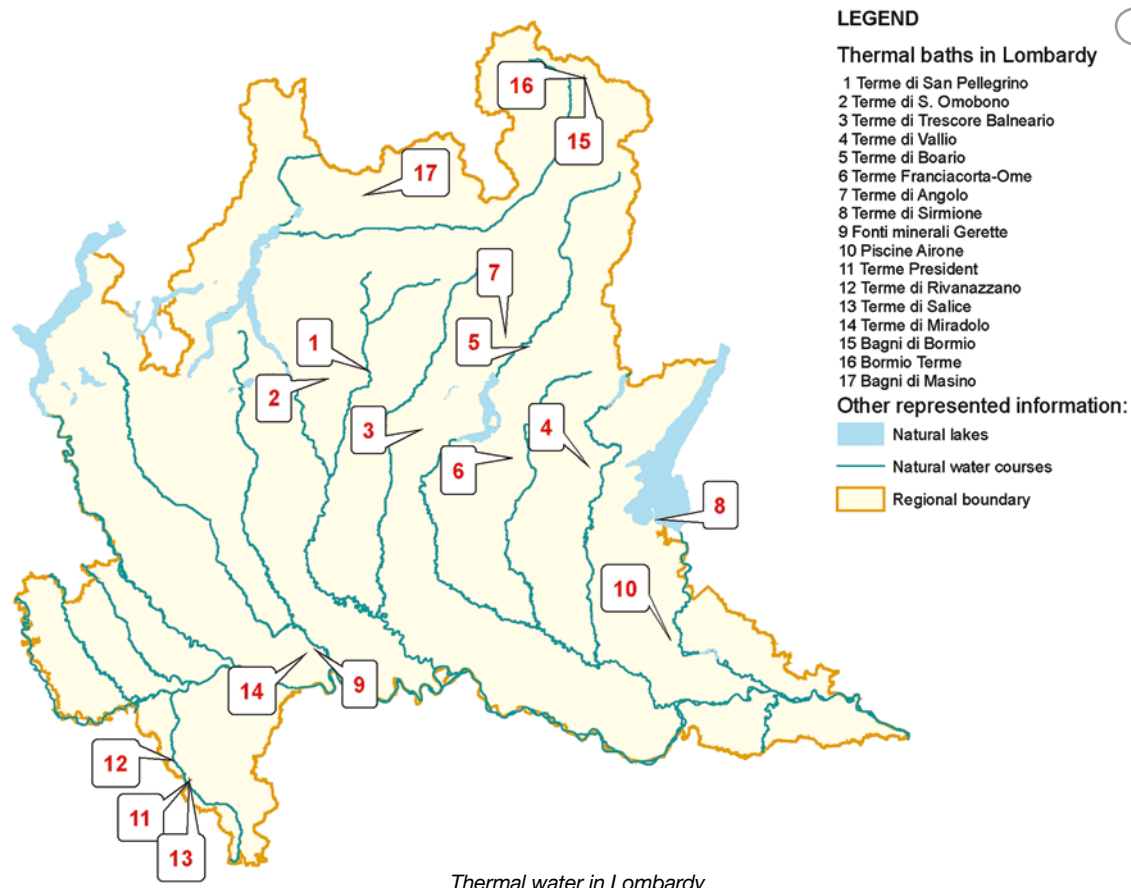 LEGEND
Thermal baths in Lombardy
1 Terme di San Pellegrino
2 Terme di S. Omobono
3 Terme di Trescore Balneario
4 Terme di Vallio
5 Terme di Boario
6 Terme Franciacorta-Ome
7 Terme di Angolo
8 Terme di Sirmione
9 Fonti minerali Gerette
10 Piscine Airone
11 Terme President
12 Terme di Rivanazzano
13 Terme di Salice
14 Terme di Miradolo
15 Bagni di Bormio
16 Bormio Terme
17 Bagni di Masino
Other represented information:
Natural lakes
Natural water courses
Regional boundary
16
15
17
7
1
5
2
3
4
6
8
10
14
9
12
11
13
Thermal water in Lombardy